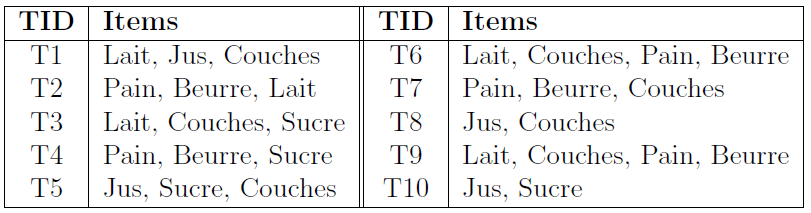 TID Items TID Items
T1 Lait, Jus, Couches T6 Lait, Couches, Pain, Beurre
T2 Pain, Beurre, Lait T7 Pain, Beurre, Couches
T3 Lait, Couches, Sucre T8 Jus, Couches
T4 Pain, Beurre, Sucre T9 Lait, Couches, Pain, Beurre
T5 Jus, Sucre, Couches T10 Jus, Sucre